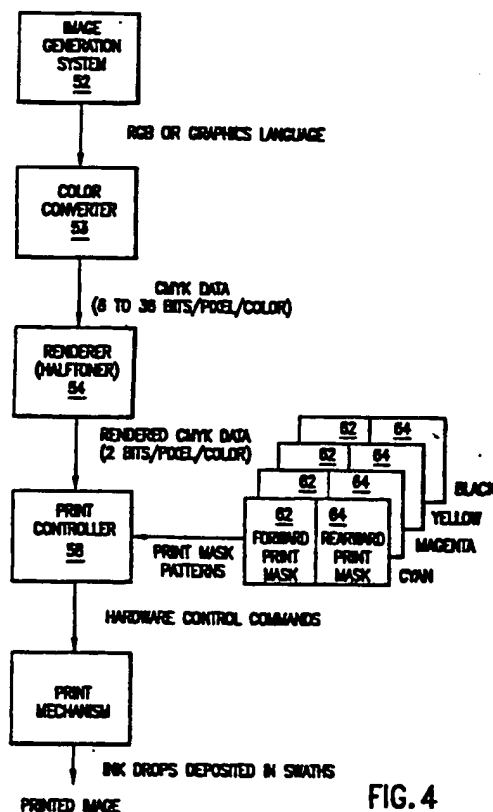 IMAGE
GENERATION
SYSTEM
52
RGB OR GRAPHICS LANGUAGE
COLOR
CONVERTER
53
CMYK DATA
(8 TO 36 BITS/PIXEL/COLOR)
RENDERER
(HALFTONER)
54
RENDERED CMYK DATA
(2 BITS/PIXEL/COLOR)
62 64
62 64
62 64
BLACK
YELLOW
MAGENTA
CYAN
62 64
FORWARD REARWARD
PRINT PRINT
MASK MASK
PRINT
CONTROLLER
58
PRINT MASK
PATTERNS
HARDWARE CONTROL COMMANDS
PRINT
MECHANISM
INK DROPS DEPOSITED IN SWATHS
PRINTED IMAGE
FIG. 4